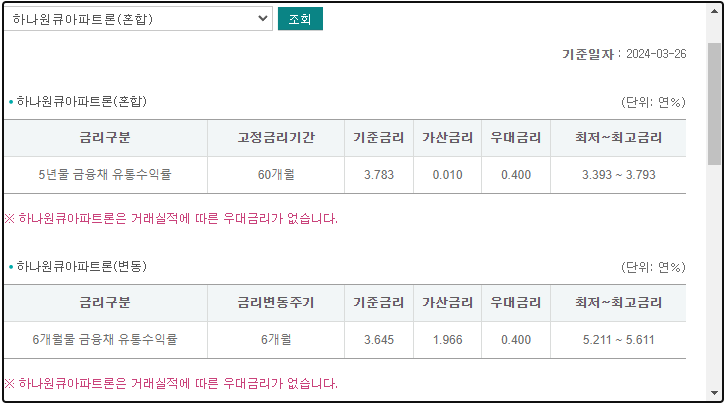 하나원큐아파트론(혼합) 조회
기준일자 : 2024-03-26
• 하나원큐아파트론(혼합) (단위: 연%)
금리구분 고정금리기간 기준금리 가산금리 우대금리 최저~최고금리
5년물 금융채 유통수익률 60개월 3.783 0.010 0.400 3.393 ~ 3.793
※ 하나원큐아파트론은 거래실적에 따른 우대금리가 없습니다.
• 하나원큐아파트론(변동) (단위: 연%)
금리구분 금리변동주기 기준금리 가산금리 우대금리 최저~최고금리
6개월물 금융채 유통수익률 6개월 3.645 1.966 0.400 5.211 ~ 5.611
※ 하나원큐아파트론은 거래실적에 따른 우대금리가 없습니다.